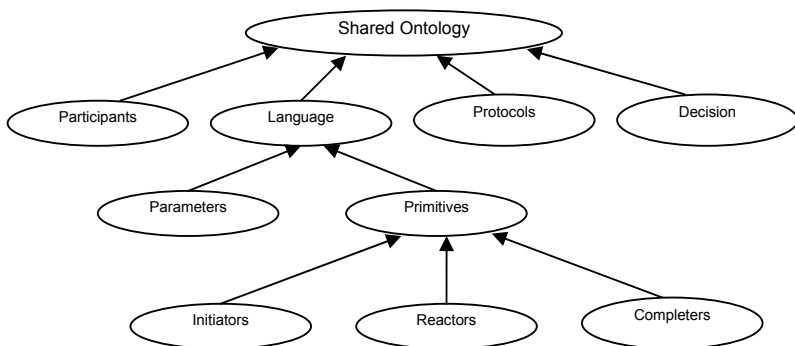 Shared Ontology
Participants
Language
Protocols
Decision
Parameters
Primitives
Initiators
Reactors
Completers